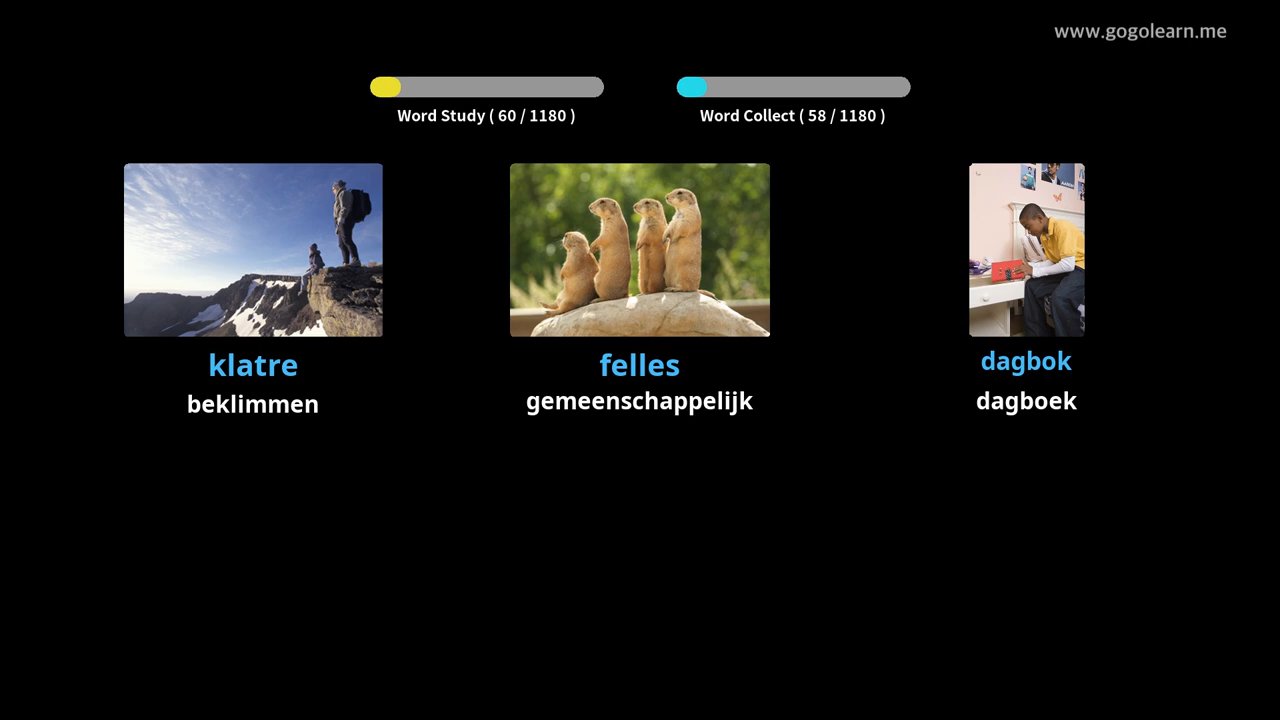 www.gogolearn.me
Word Study ( 60 / 1180 )
Word Collect ( 58 / 1180 )
klatre
felles
dagbok
beklimmen
gemeenschappelijk
dagboek